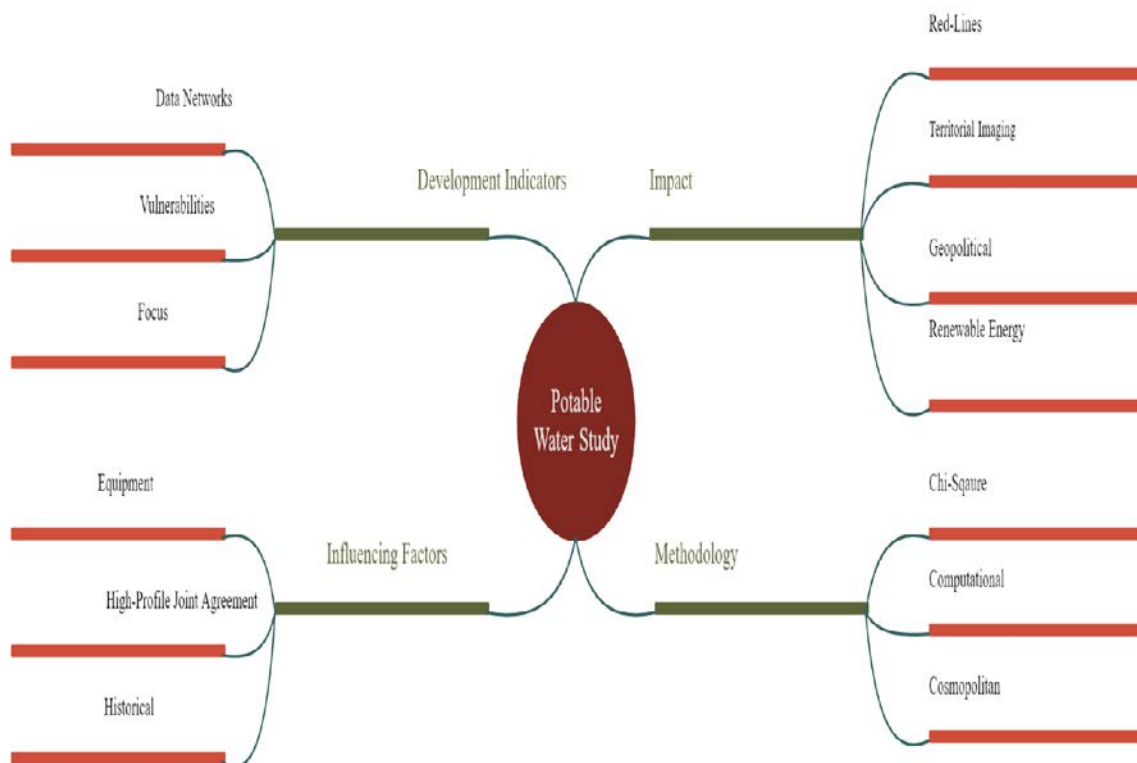 Red-Lines
Data Networks
Territorial Imaging
Development Indicators
Impact
Vulnerabilities
Geopolitical
Focus
Renewable Energy
Potable
Water Study
Equipment
Chi-Sqaure
Influencing Factors
Methodology
Computational
High-Profile Joint Agreement
Cosmopolitan
Historical